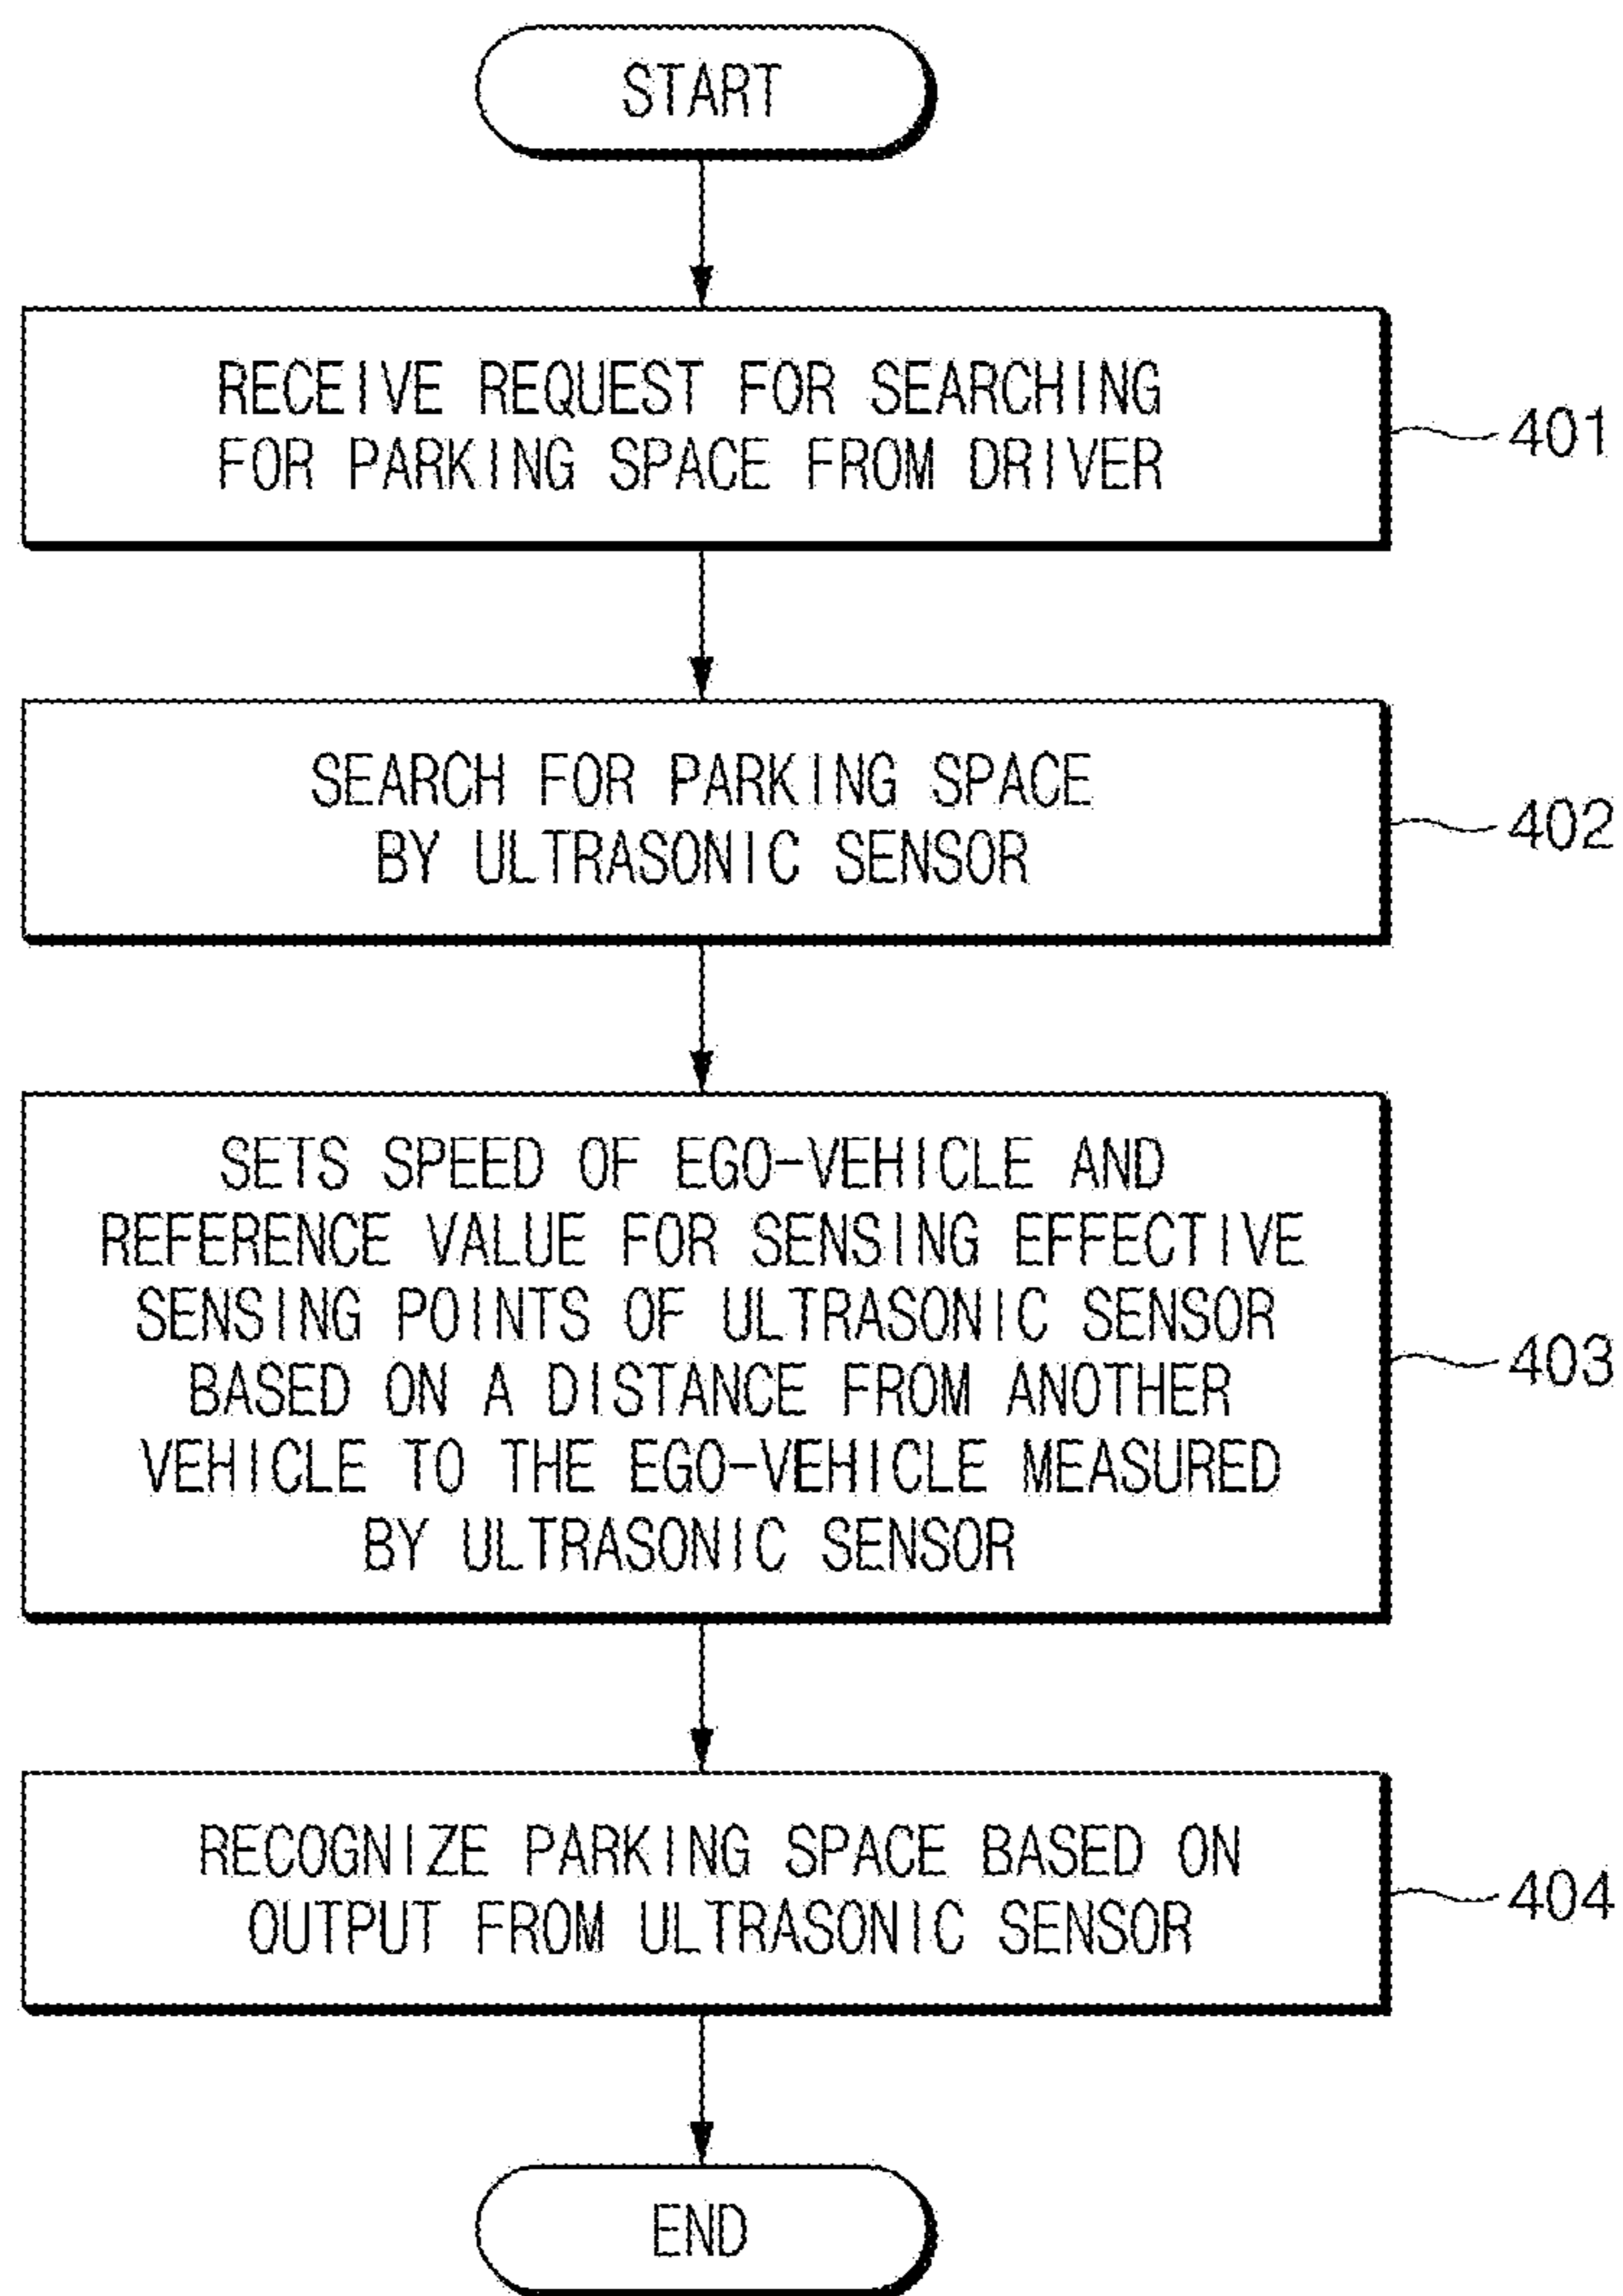 START
RECEIVE REQUEST FOR SEARCHING
FOR PARKING SPACE FROM DRIVER
401
SEARCH FOR PARKING SPACE
BY ULTRASONIC SENSOR
402
SETS SPEED OF EGO-VEHICLE AND
REFERENCE VALUE FOR SENSING EFFECTIVE
SENSING POINTS OF ULTRASONIC SENSOR
BASED ON A DISTANCE FROM ANOTHER
VEHICLE TO THE EGO-VEHICLE MEASURED
BY ULTRASONIC SENSOR
403
RECOGNIZE PARKING SPACE BASED ON
OUTPUT FROM ULTRASONIC SENSOR
404
END